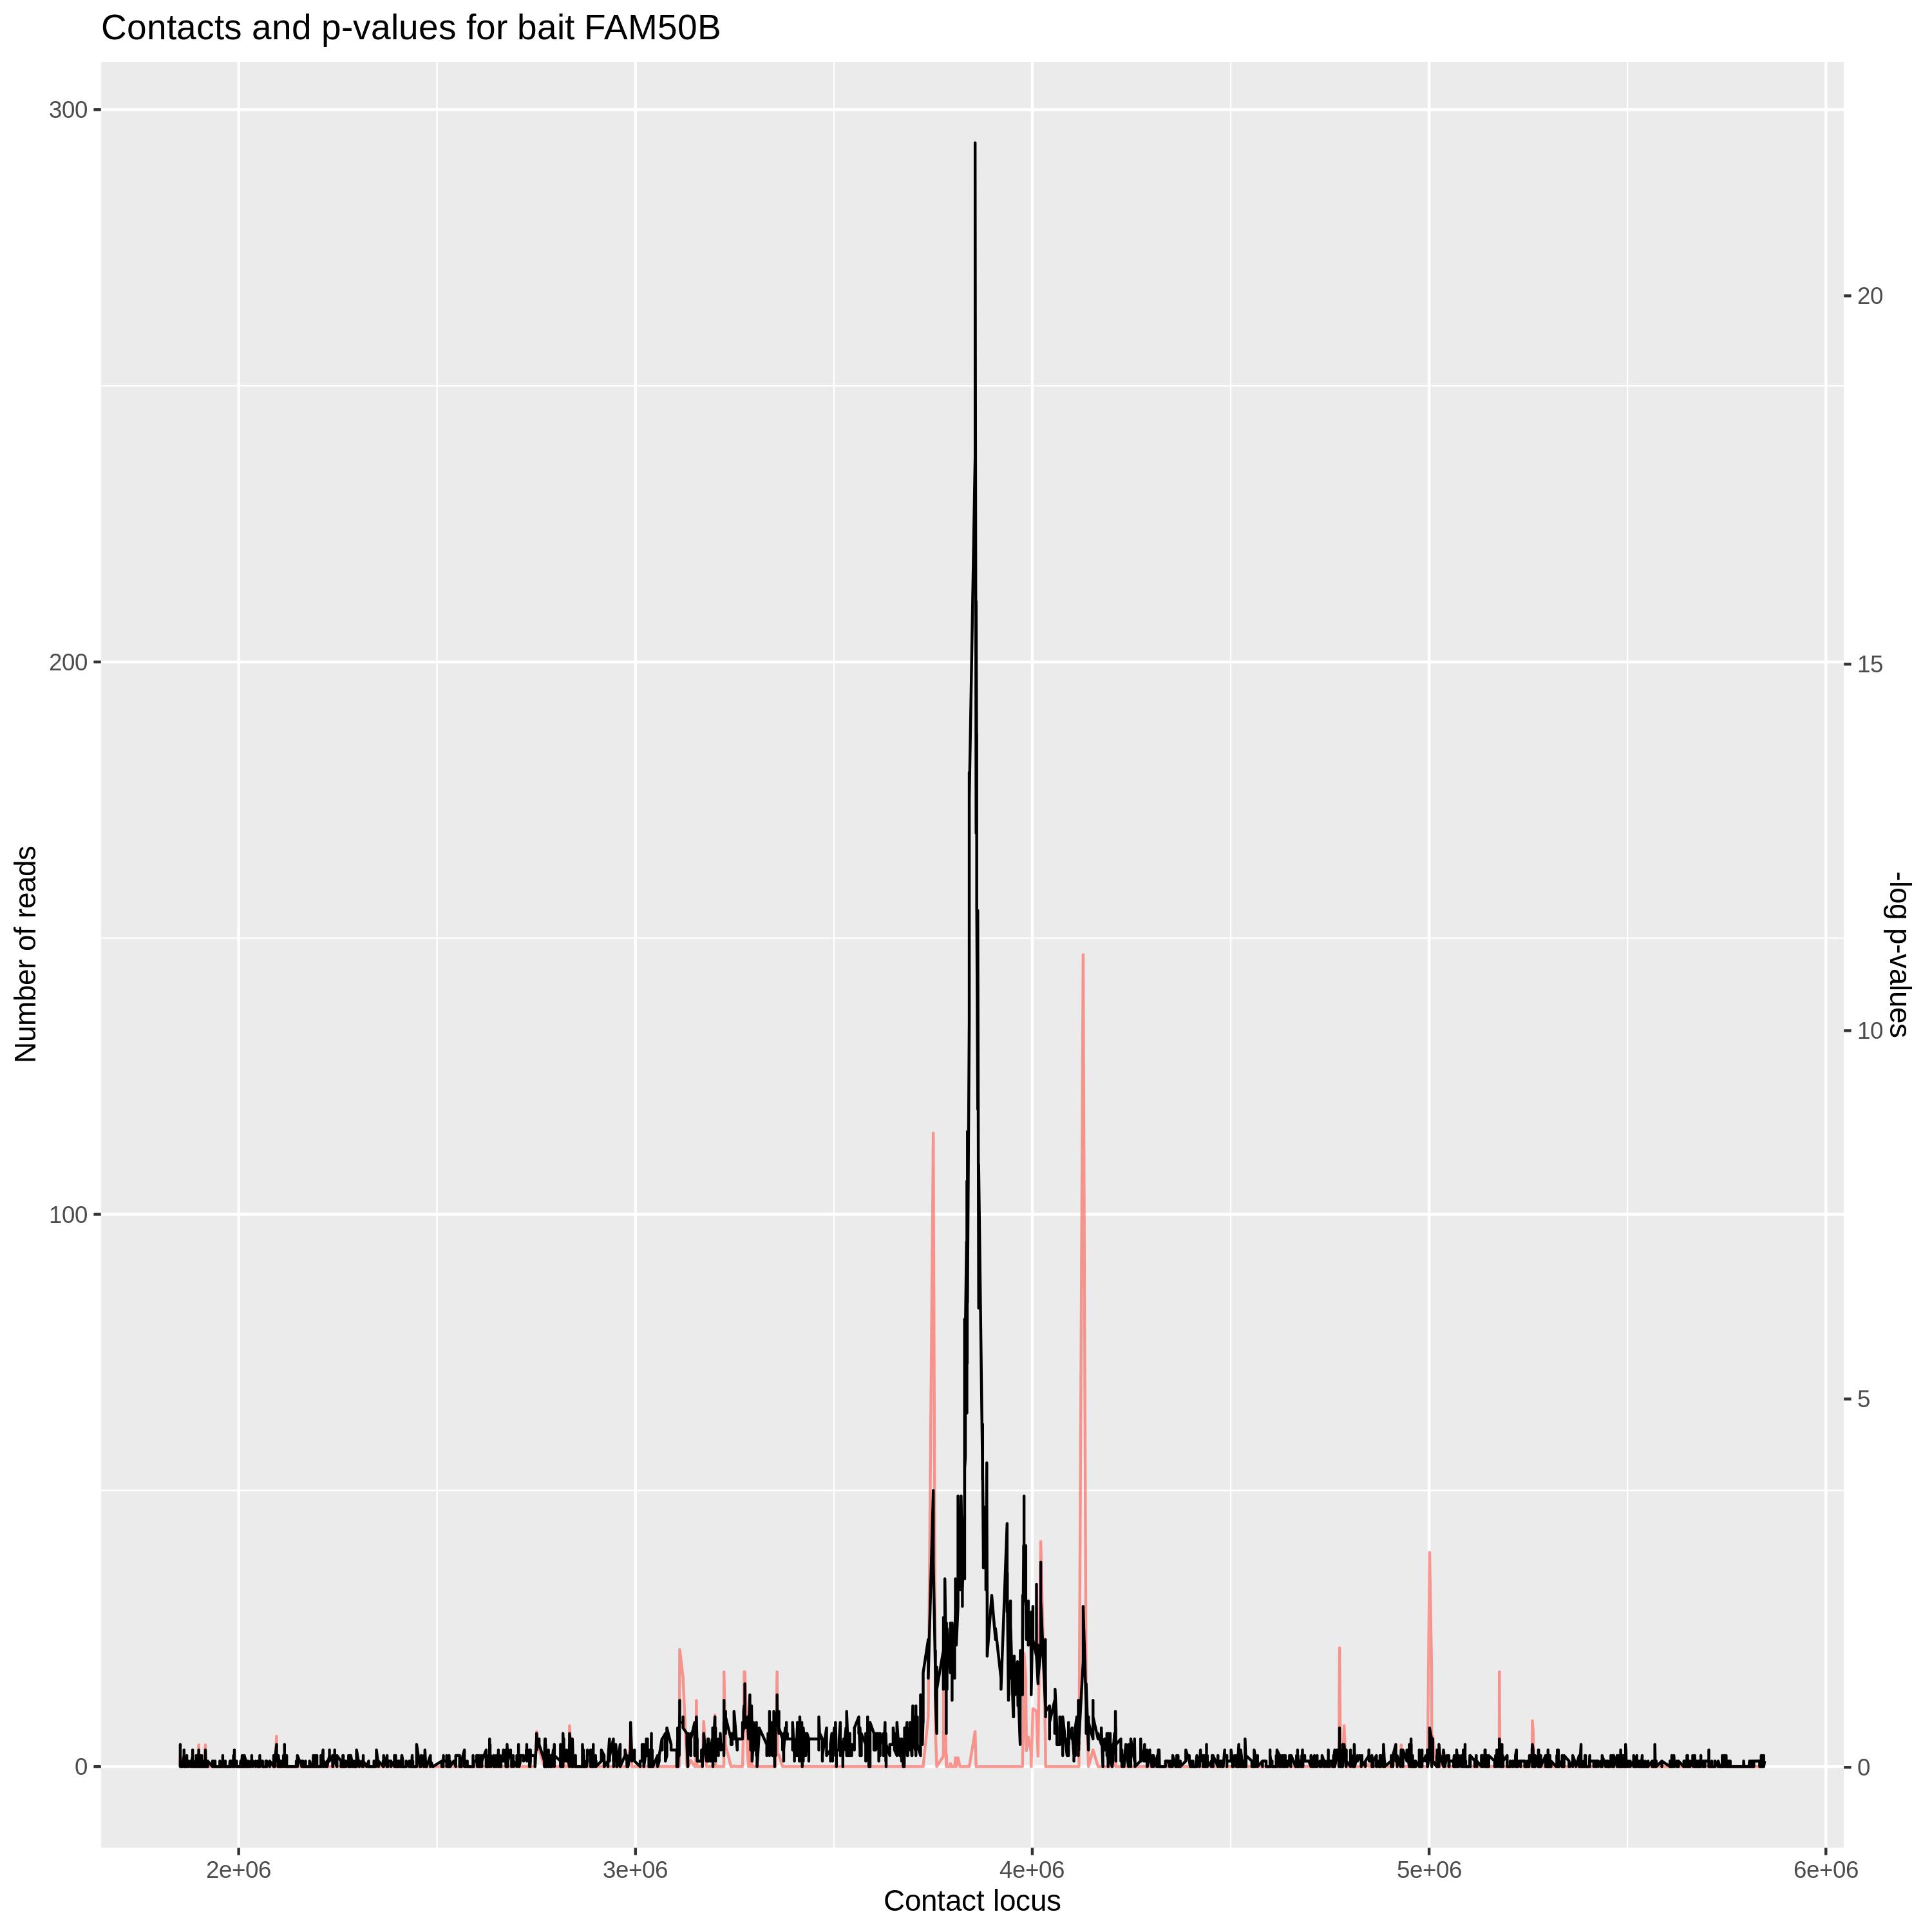 Contacts and p-values for bait FAM50B
300
200
100
0
Number of reads
20
15
10
5
0
-log p-values
2e+06 3e+06 4e+06 5e+06 6e+06
Contact locus